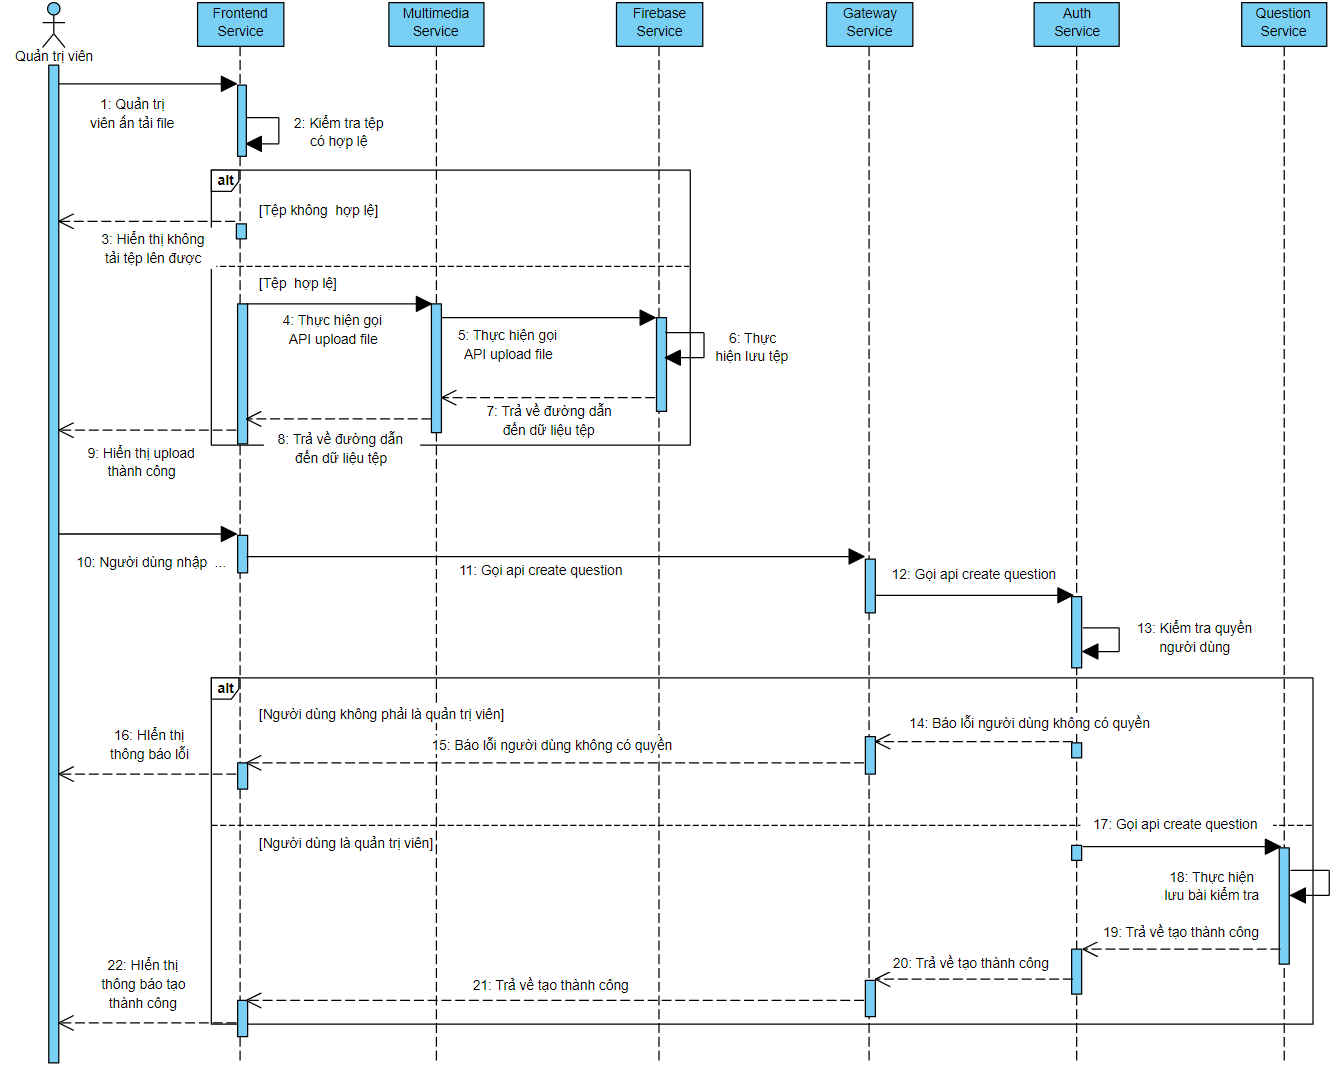 Quản trị viên
Frontend
Service
Multimedia
Service
Firebase
Service
Gateway
Service
Auth
Service
Question
Service
1: Quản trị
viên ấn tải file
2: Kiểm tra tệp
có hợp lệ
alt
[Tệp không  hợp lệ]
3: Hiển thị không
tải tệp lên được
[Tệp  hợp lệ]
4: Thực hiện gọi
API upload file
5: Thực hiện gọi
API upload file
6: Thực
hiện lưu tệp
7: Trả về đường dẫn
đến dữ liệu tệp
8: Trả về đường dẫn
đến dữ liệu tệp
9: Hiển thị upload
thành công
10: Người dùng nhập  ...
11: Gọi api create question
12: Gọi api create question
13: Kiểm tra quyền
người dùng
alt
[Người dùng không phải là quản trị viên]
14: Báo lỗi người dùng không có quyền
15: Báo lỗi người dùng không có quyền
16: HIển thị
thông báo lỗi
17: Gọi api create question
[Người dùng là quản trị viên]
18: Thực hiện
lưu bài kiểm tra
19: Trả về tạo thành công
20: Trả về tạo thành công
21: Trả về tạo thành công
22: HIển thị
thông báo tạo
thành công